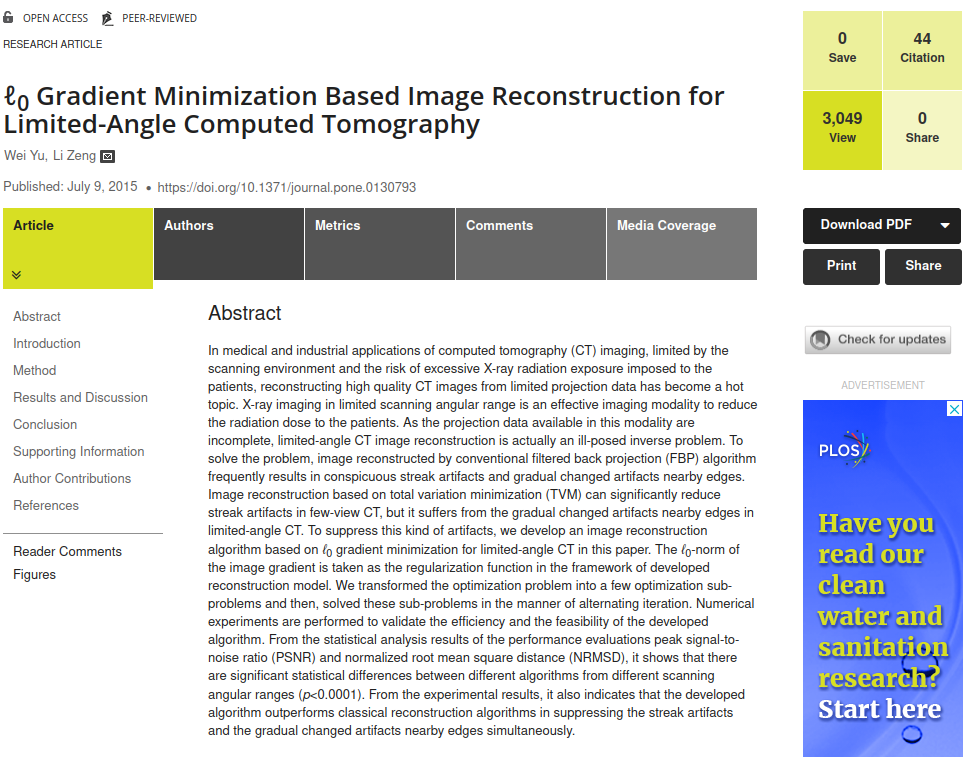 OPEN ACCESS PEER-REVIEWED
RESEARCH ARTICLE
ℓ0 Gradient Minimization Based Image Reconstruction for
Limited-Angle Computed Tomography
Wei Yu, Li Zeng
Published: July 9, 2015 • https://doi.org/10.1371/journal.pone.0130793
0
Save
44
Citation
3,049
View
0
Share
Article
Authors
Metrics
Comments
Media Coverage
Download PDF
Print
Share
Check for updates
Abstract
Introduction
Method
Results and Discussion
Conclusion
Supporting Information
Author Contributions
References
Reader Comments
Figures
Abstract
In medical and industrial applications of computed tomography (CT) imaging, limited by the
scanning environment and the risk of excessive X-ray radiation exposure imposed to the
patients, reconstructing high quality CT images from limited projection data has become a hot
topic. X-ray imaging in limited scanning angular range is an effective imaging modality to reduce
the radiation dose to the patients. As the projection data available in this modality are
incomplete, limited-angle CT image reconstruction is actually an ill-posed inverse problem. To
solve the problem, image reconstructed by conventional filtered back projection (FBP) algorithm
frequently results in conspicuous streak artifacts and gradual changed artifacts nearby edges.
Image reconstruction based on total variation minimization (TVM) can significantly reduce
streak artifacts in few-view CT, but it suffers from the gradual changed artifacts nearby edges in
limited-angle CT. To suppress this kind of artifacts, we develop an image reconstruction
algorithm based on ℓ0 gradient minimization for limited-angle CT in this paper. The ℓ0-norm of
the image gradient is taken as the regularization function in the framework of developed
reconstruction model. We transformed the optimization problem into a few optimization sub-
problems and then, solved these sub-problems in the manner of alternating iteration. Numerical
experiments are performed to validate the efficiency and the feasibility of the developed
algorithm. From the statistical analysis results of the performance evaluations peak signal-to-
noise ratio (PSNR) and normalized root mean square distance (NRMSD), it shows that there
are significant statistical differences between different algorithms from different scanning
angular ranges (p<0.0001). From the experimental results, it also indicates that the developed
algorithm outperforms classical reconstruction algorithms in suppressing the streak artifacts
and the gradual changed artifacts nearby edges simultaneously.
ADVERTISEMENT
PLOS
Have you
read our
clean
water and
sanitation
research?
Start here